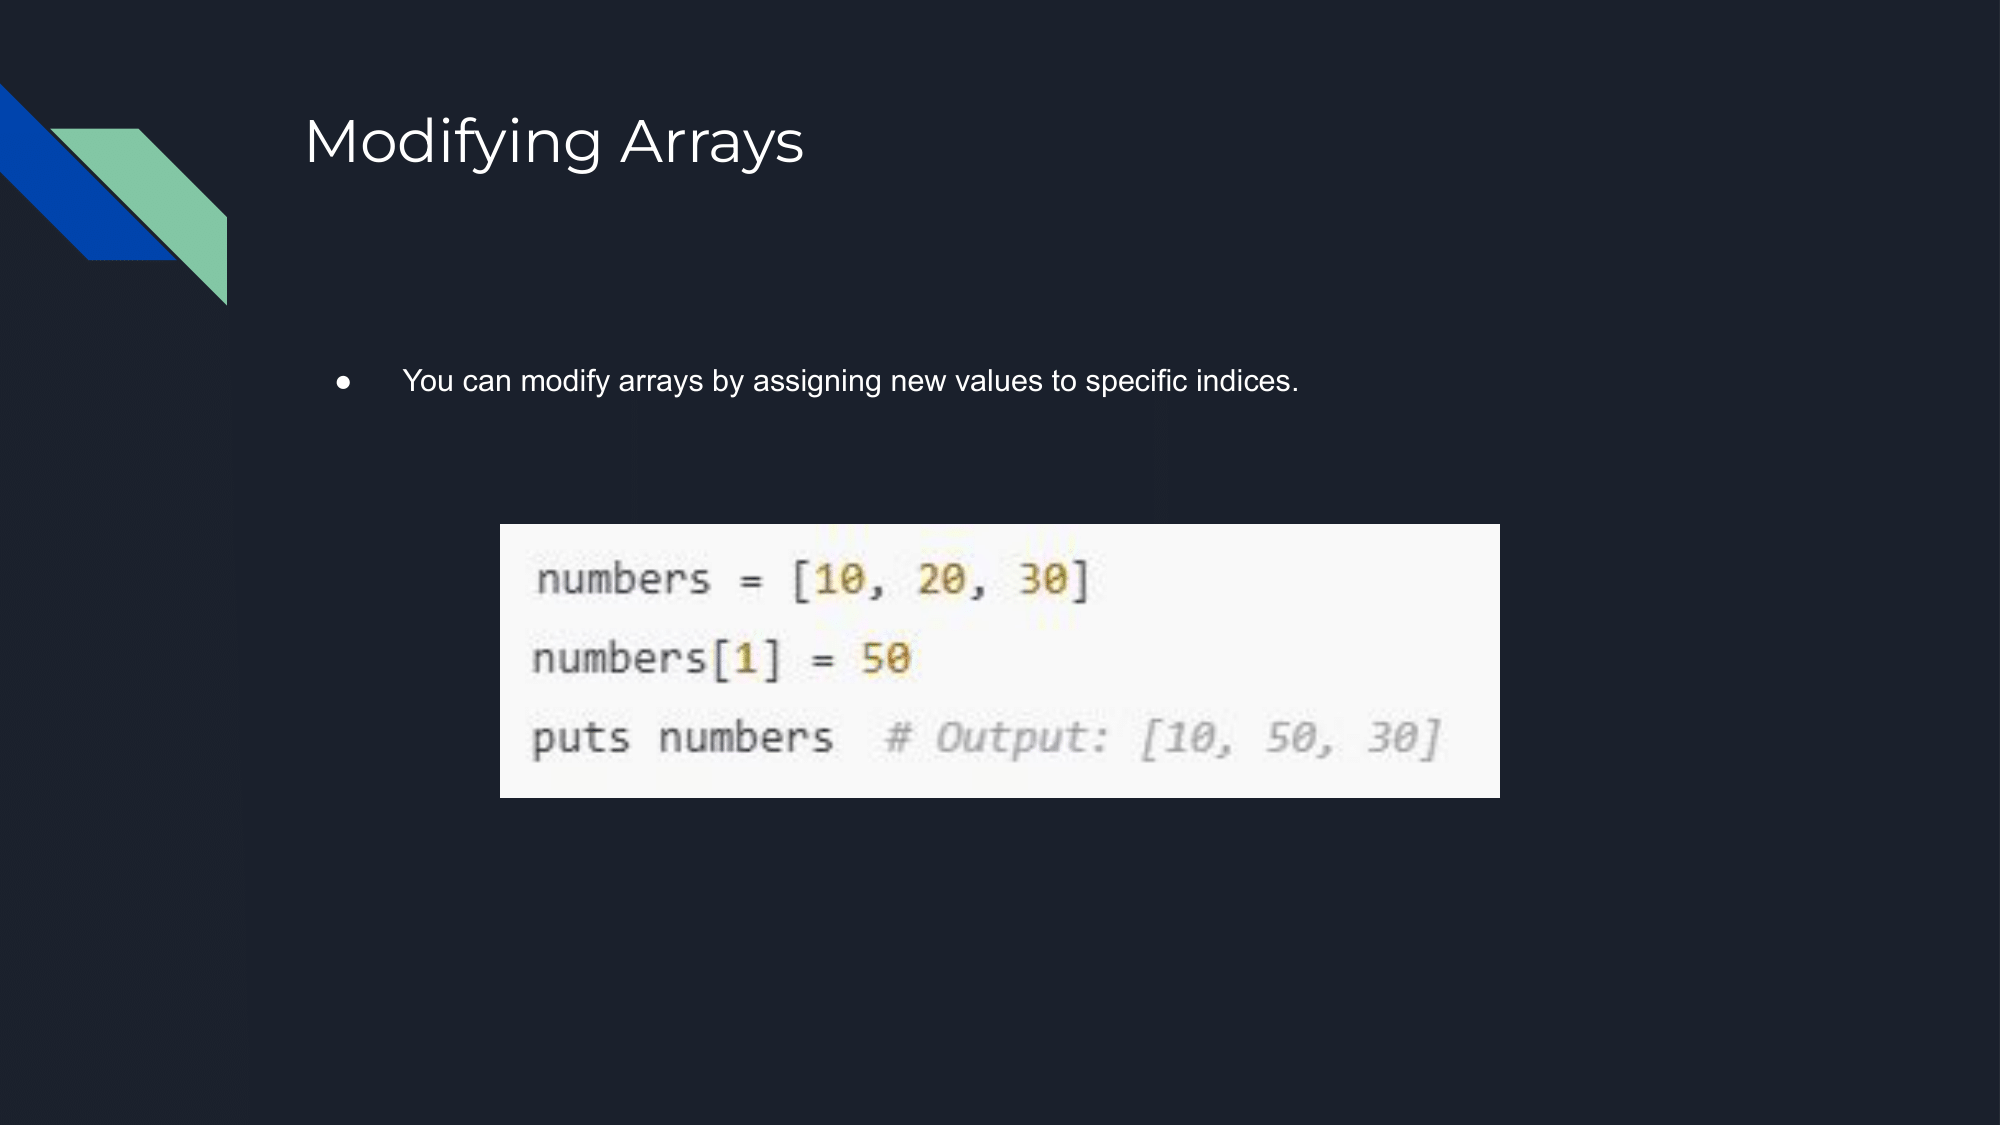 Modifying Arrays
● You can modify arrays by assigning new values to specific indices.
numbers = [10, 20, 30]
numbers[1] = 50
puts numbers  # Output: [10, 50, 30]